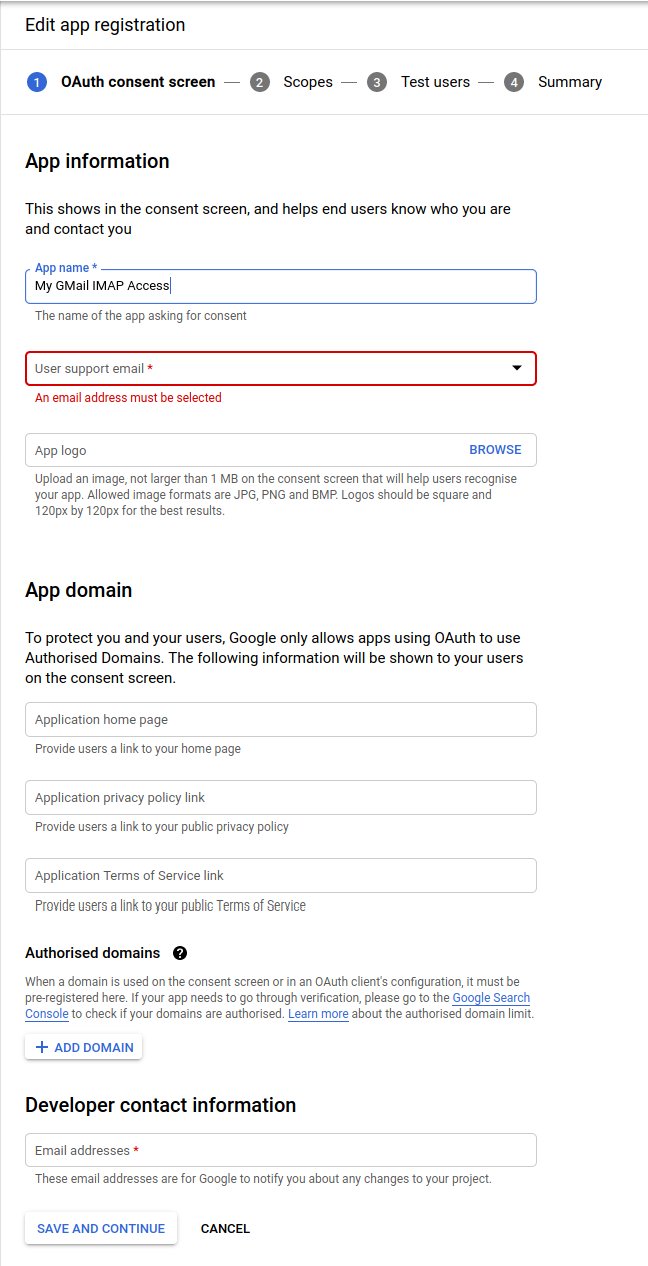 Edit app registration
1 OAuth consent screen — 2 Scopes — 3 Test users — 4 Summary
App information
This shows in the consent screen, and helps end users know who you are
and contact you
App name *
My GMail IMAP Access
The name of the app asking for consent
User support email *
An email address must be selected
App logo BROWSE
Upload an image, not larger than 1 MB on the consent screen that will help users recognise
your app. Allowed image formats are JPG, PNG and BMP. Logos should be square and
120px by 120px for the best results.
App domain
To protect you and your users, Google only allows apps using OAuth to use
Authorised Domains. The following information will be shown to your users
on the consent screen.
Application home page
Provide users a link to your home page
Application privacy policy link
Provide users a link to your public privacy policy
Application Terms of Service link
Provide users a link to your public Terms of Service
Authorised domains ?
When a domain is used on the consent screen or in an OAuth client's configuration, it must be
pre-registered here. If your app needs to go through verification, please go to the Google Search
Console to check if your domains are authorised. Learn more about the authorised domain limit.
+ ADD DOMAIN
Developer contact information
Email addresses *
These email addresses are for Google to notify you about any changes to your project.
SAVE AND CONTINUE CANCEL